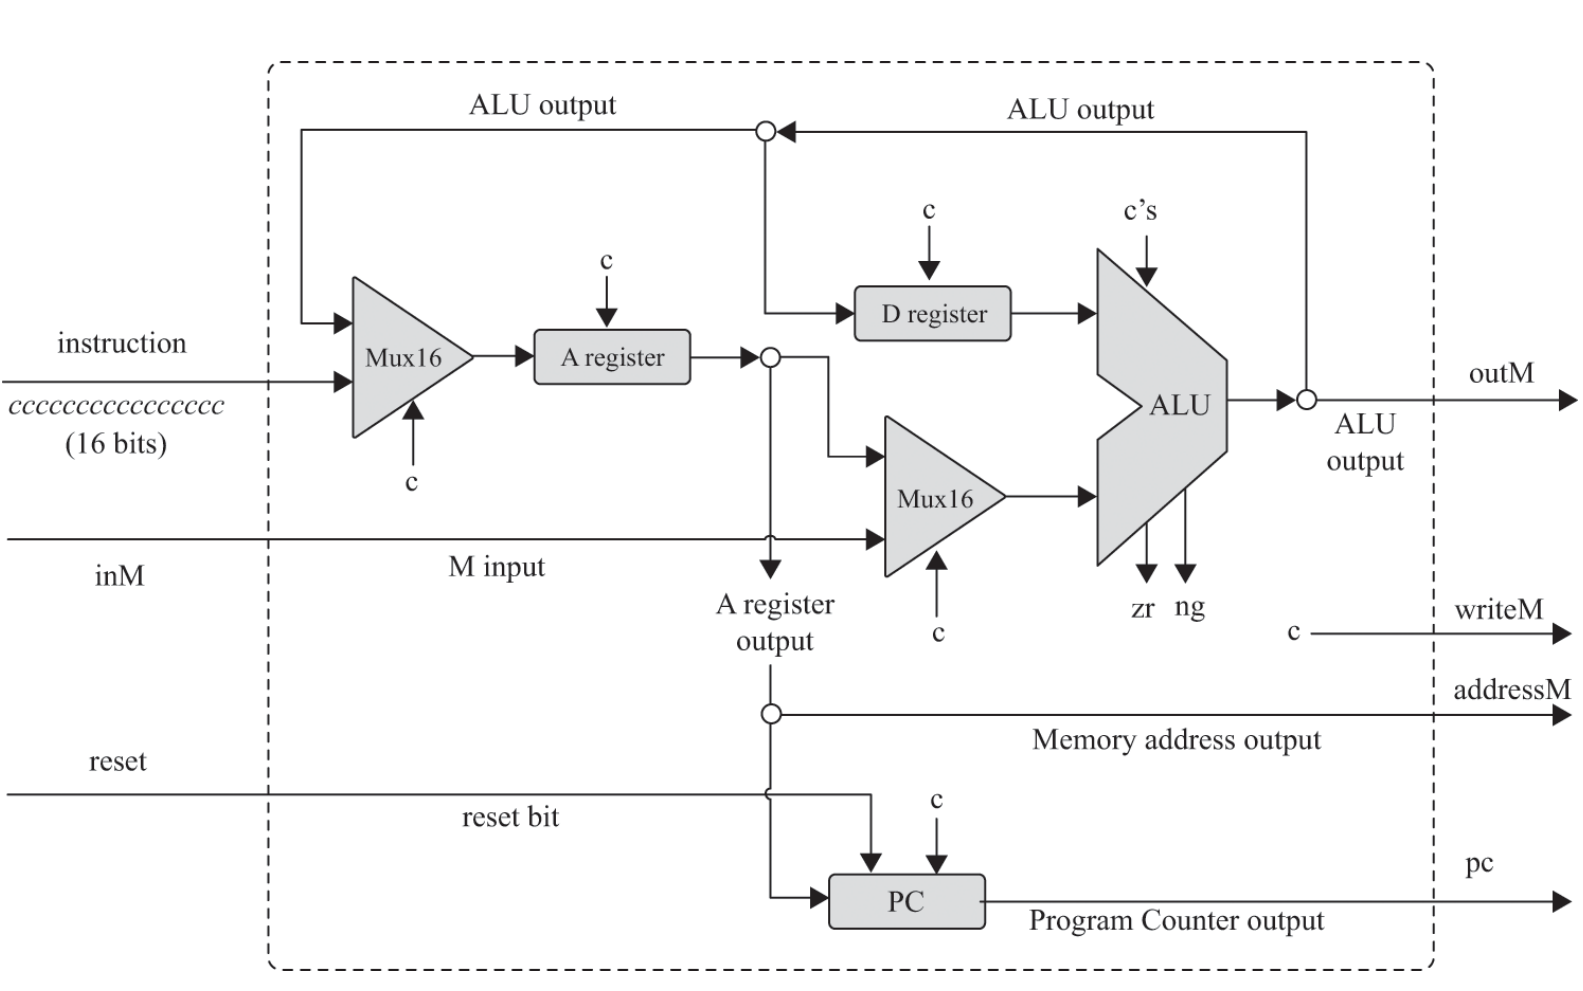 ALU output
ALU output
c
c's
c
instruction
Mux16
A register
D register
cccccccccccccccc
(16 bits)
c
ALU
outM
ALU
output
Mux16
inM
M input
A register
output
c
zr
ng
c
writeM
addressM
Memory address output
reset
reset bit
c
PC
pc
Program Counter output